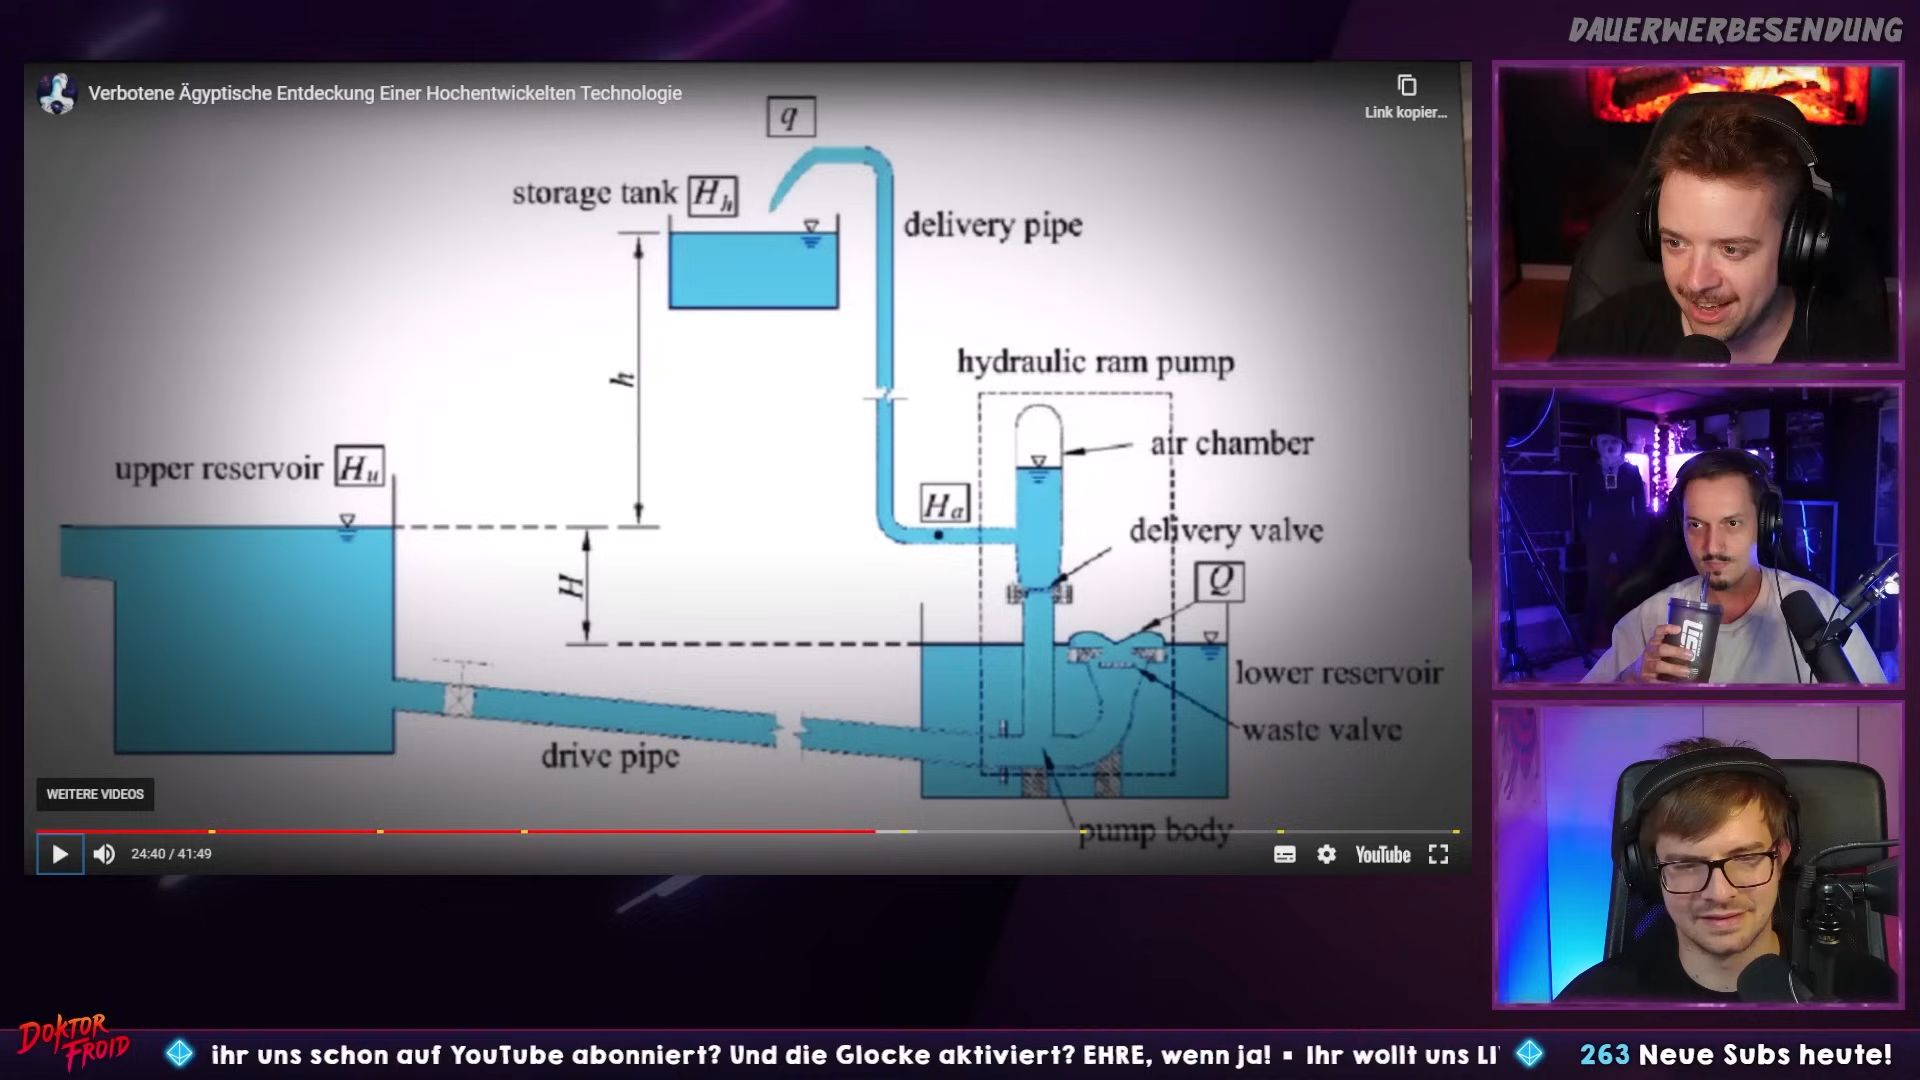 DAUERWERBESENDUNG
Verbotene Ägyptische Entdeckung Einer Hochentwickelten Technologie
Link kopier...
q
storage tank Hh
delivery pipe
h
hydraulic ram pump
air chamber
upper reservoir Hu
Ha
delivery valve
H
Q
lower reservoir
waste valve
drive pipe
pump body
WEITERE VIDEOS
24:40 / 41:49
YouTube
DOKTOR FROID
ihr uns schon auf YouTube abonniert? Und die Glocke aktiviert? EHRE, wenn ja! ▪ Ihr wollt uns LI
263 Neue Subs heute!